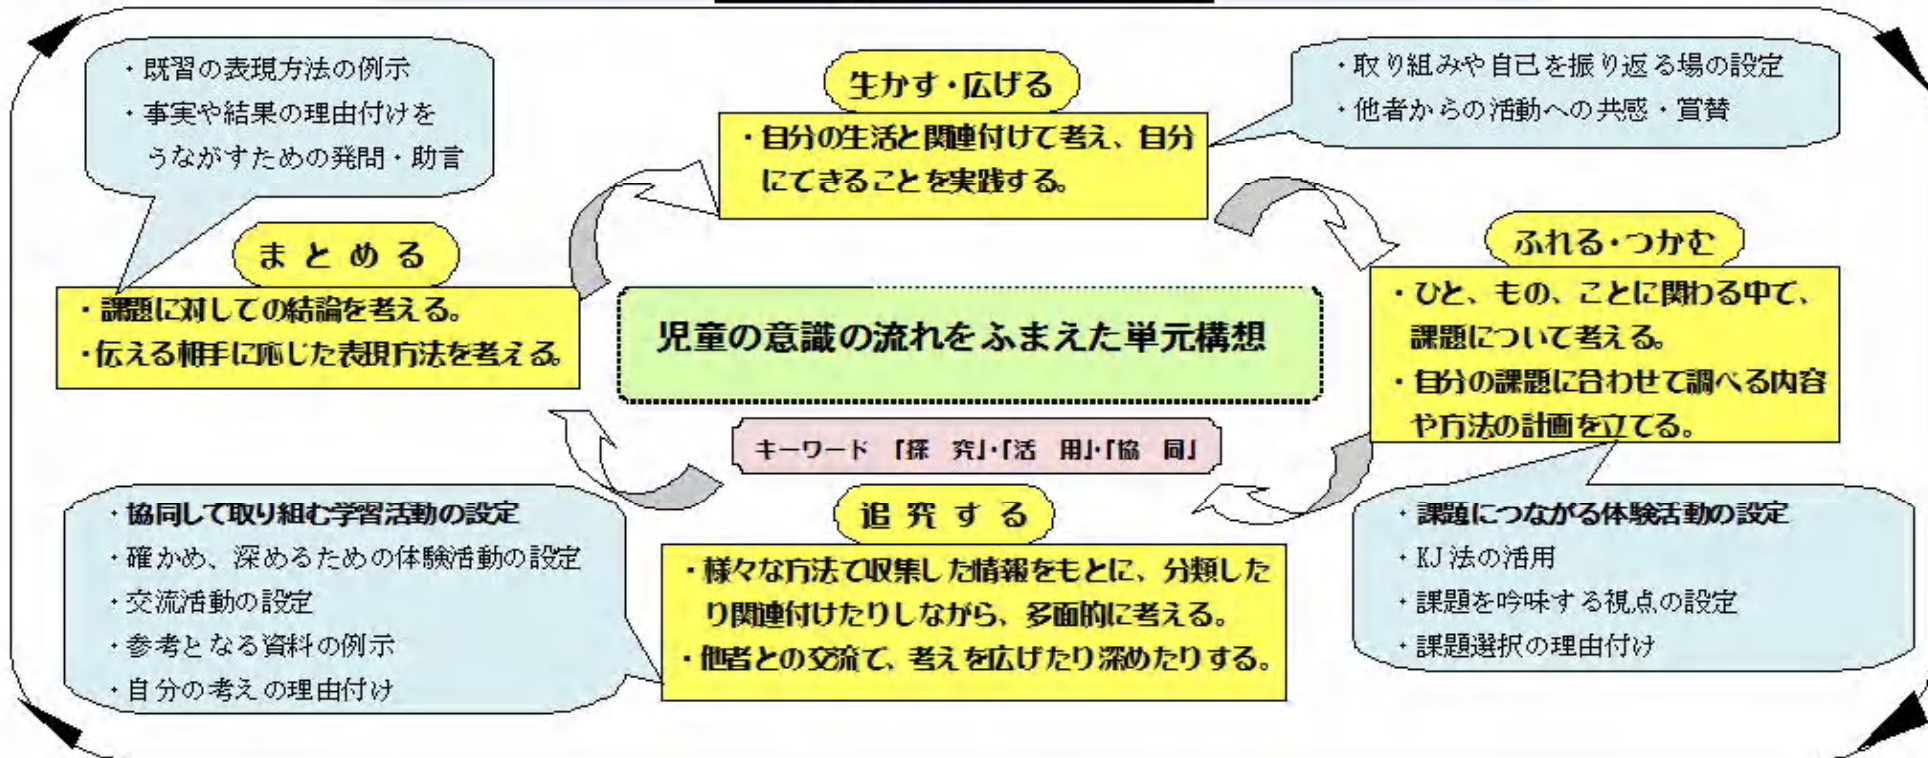 ・既習の表現方法の例示
・事実や結果の理由付けを
うながすための発問・助言
生かす・広げる
・自分の生活と関連付けて考え、自分
にできることを実践する。
・取り組みや自己を振り返る場の設定
・他者からの活動への共感・賞賛
まとめる
・課題に対しての結論を考える。
・伝える相手に応じた表現方法を考える。
児童の意識の流れをふまえた単元構想
キーワード 『探 究』・『活 用』・『協 同』
ふれる・つかむ
・ひと、もの、ことに関わる中で、
課題について考える。
・自分の課題に合わせて調べる内容
や方法の計画を立てる。
・協同して取り組む学習活動の設定
・確かめ、深めるための体験活動の設定
・交流活動の設定
・参考となる資料の例示
・自分の考えの理由付け
追究する
・様々な方法で収集した情報をもとに、分類した
り関連付けたりしながら、多面的に考える。
・他者との交流で、考えを広げたり深めたりする。
・課題につながる体験活動の設定
・KJ法の活用
・課題を吟味する視点の設定
・課題選択の理由付け